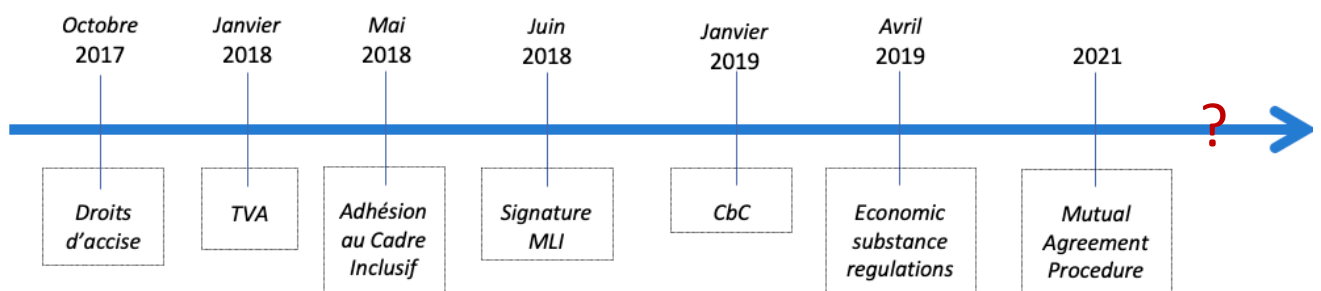 Octobre
2017
Janvier
2018
Mai
2018
Juin
2018
Janvier
2019
Avril
2019
2021
?
Droits
d'accise
TVA
Adhésion
au Cadre
Inclusif
Signature
MLI
CbC
Economic
substance
regulations
Mutual
Agreement
Procedure